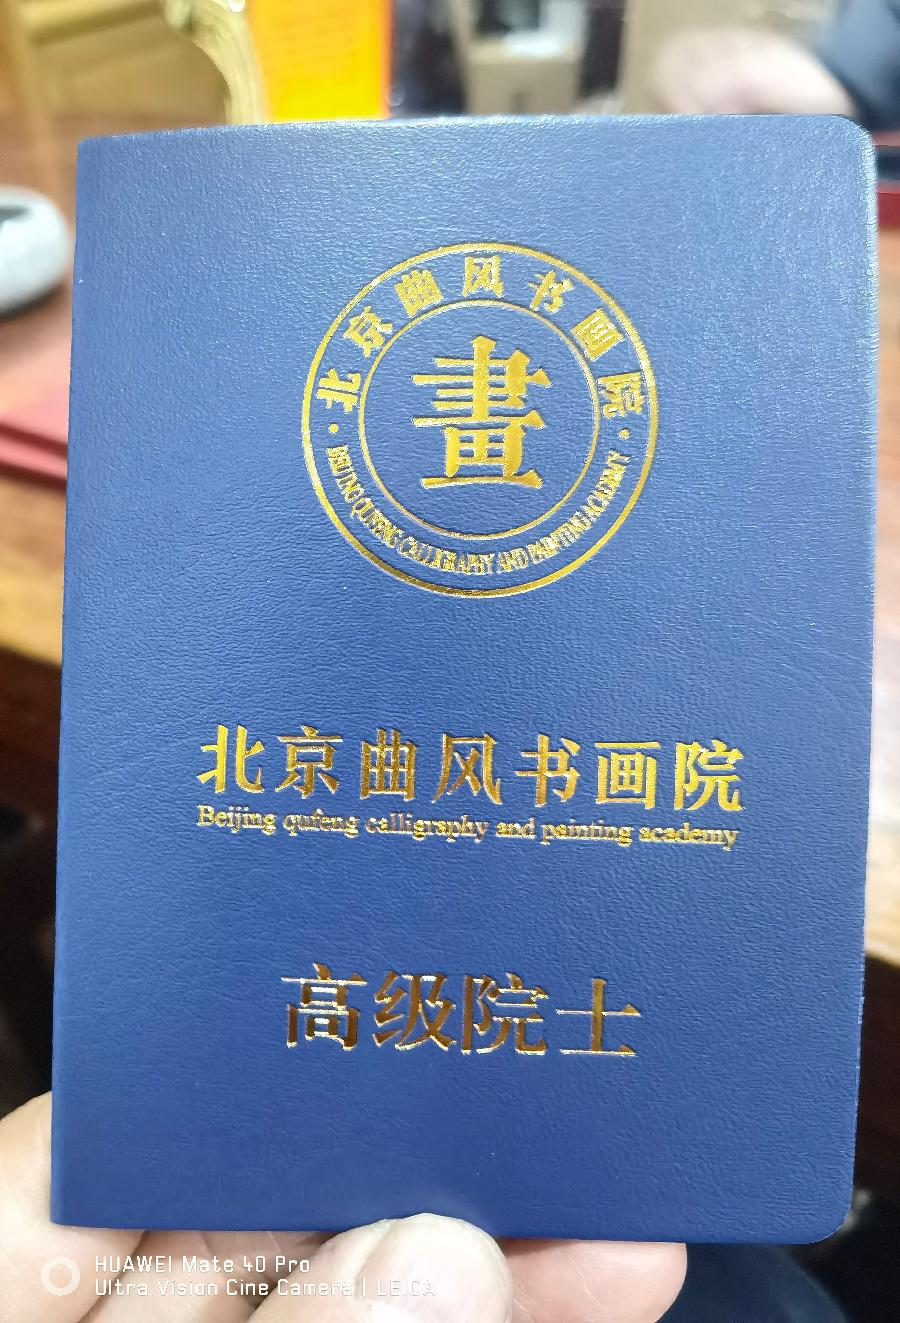 北京曲风书画院
畫
BEIJING QUFENG CALLIGRAPHY AND PAINTING ACADEMY
北京曲风书画院
Beijing qufeng calligraphy and painting academy
高级院士
HUAWEI Mate 40 Pro
Ultra Vision Cine Camera | LEICA